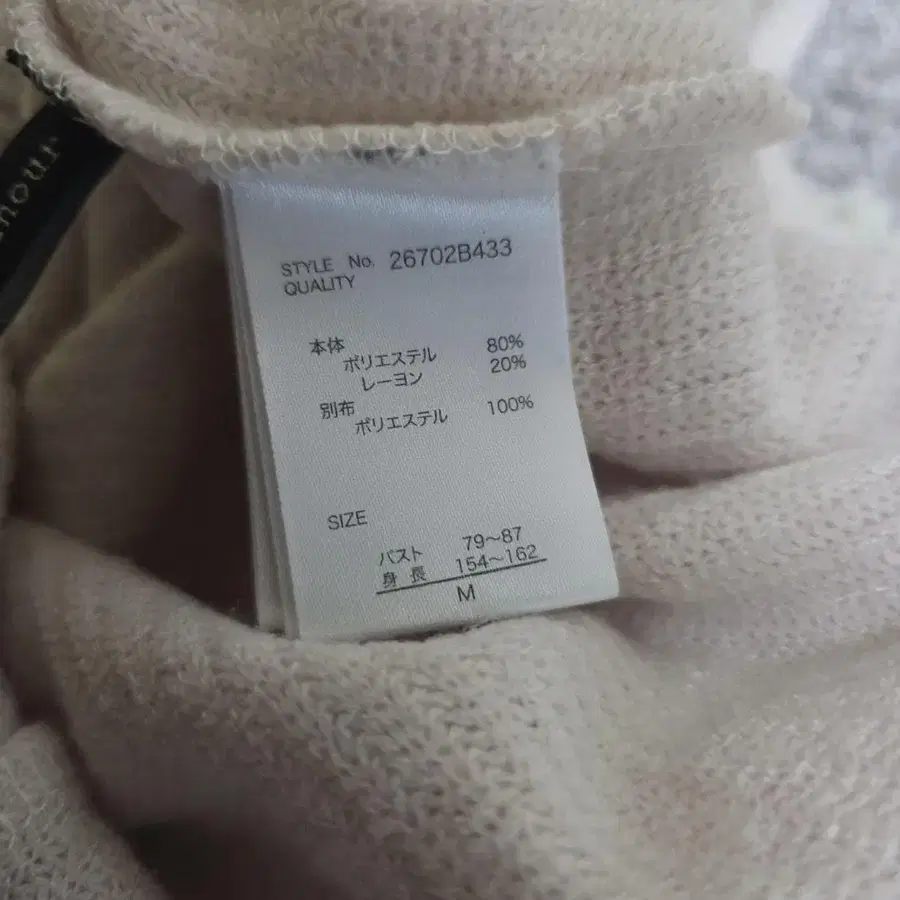 STYLE No. 26702B433
QUALITY
本体
ポリエステル 80%
レーヨン 20%
別布
ポリエステル 100%
SIZE
バスト 79~87
身長 154~162
M